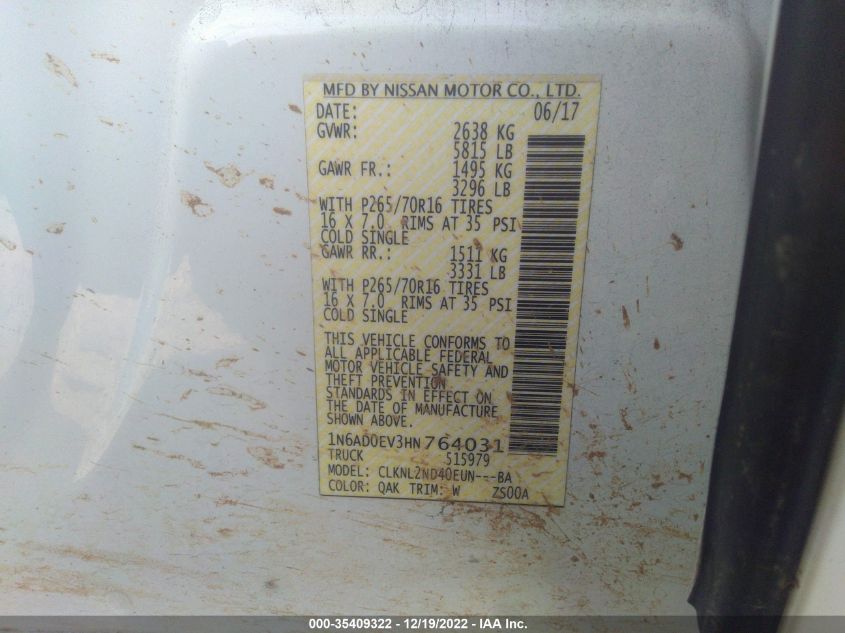 MFD BY NISSAN MOTOR CO., LTD.
DATE: 06/17
GVWR: 2638 KG
5815 LB
GAWR FR.: 1495 KG
3296 LB
WITH P265/70R16 TIRES
16 X 7.0 RIMS AT 35 PSI
COLD SINGLE
GAWR RR.: 1511 KG
3331 LB
WITH P265/70R16 TIRES
16 X 7.0 RIMS AT 35 PSI
COLD SINGLE
THIS VEHICLE CONFORMS TO
ALL APPLICABLE FEDERAL
MOTOR VEHICLE SAFETY AND
THEFT PREVENTION
STANDARDS IN EFFECT ON
THE DATE OF MANUFACTURE
SHOWN ABOVE.
1N6AD0EV3HN764031
TRUCK 515979
MODEL: CLKNL2ND40EUN---BA
COLOR: QAK TRIM: W ZS00A
000-35409322 - 12/19/2022 - IAA Inc.